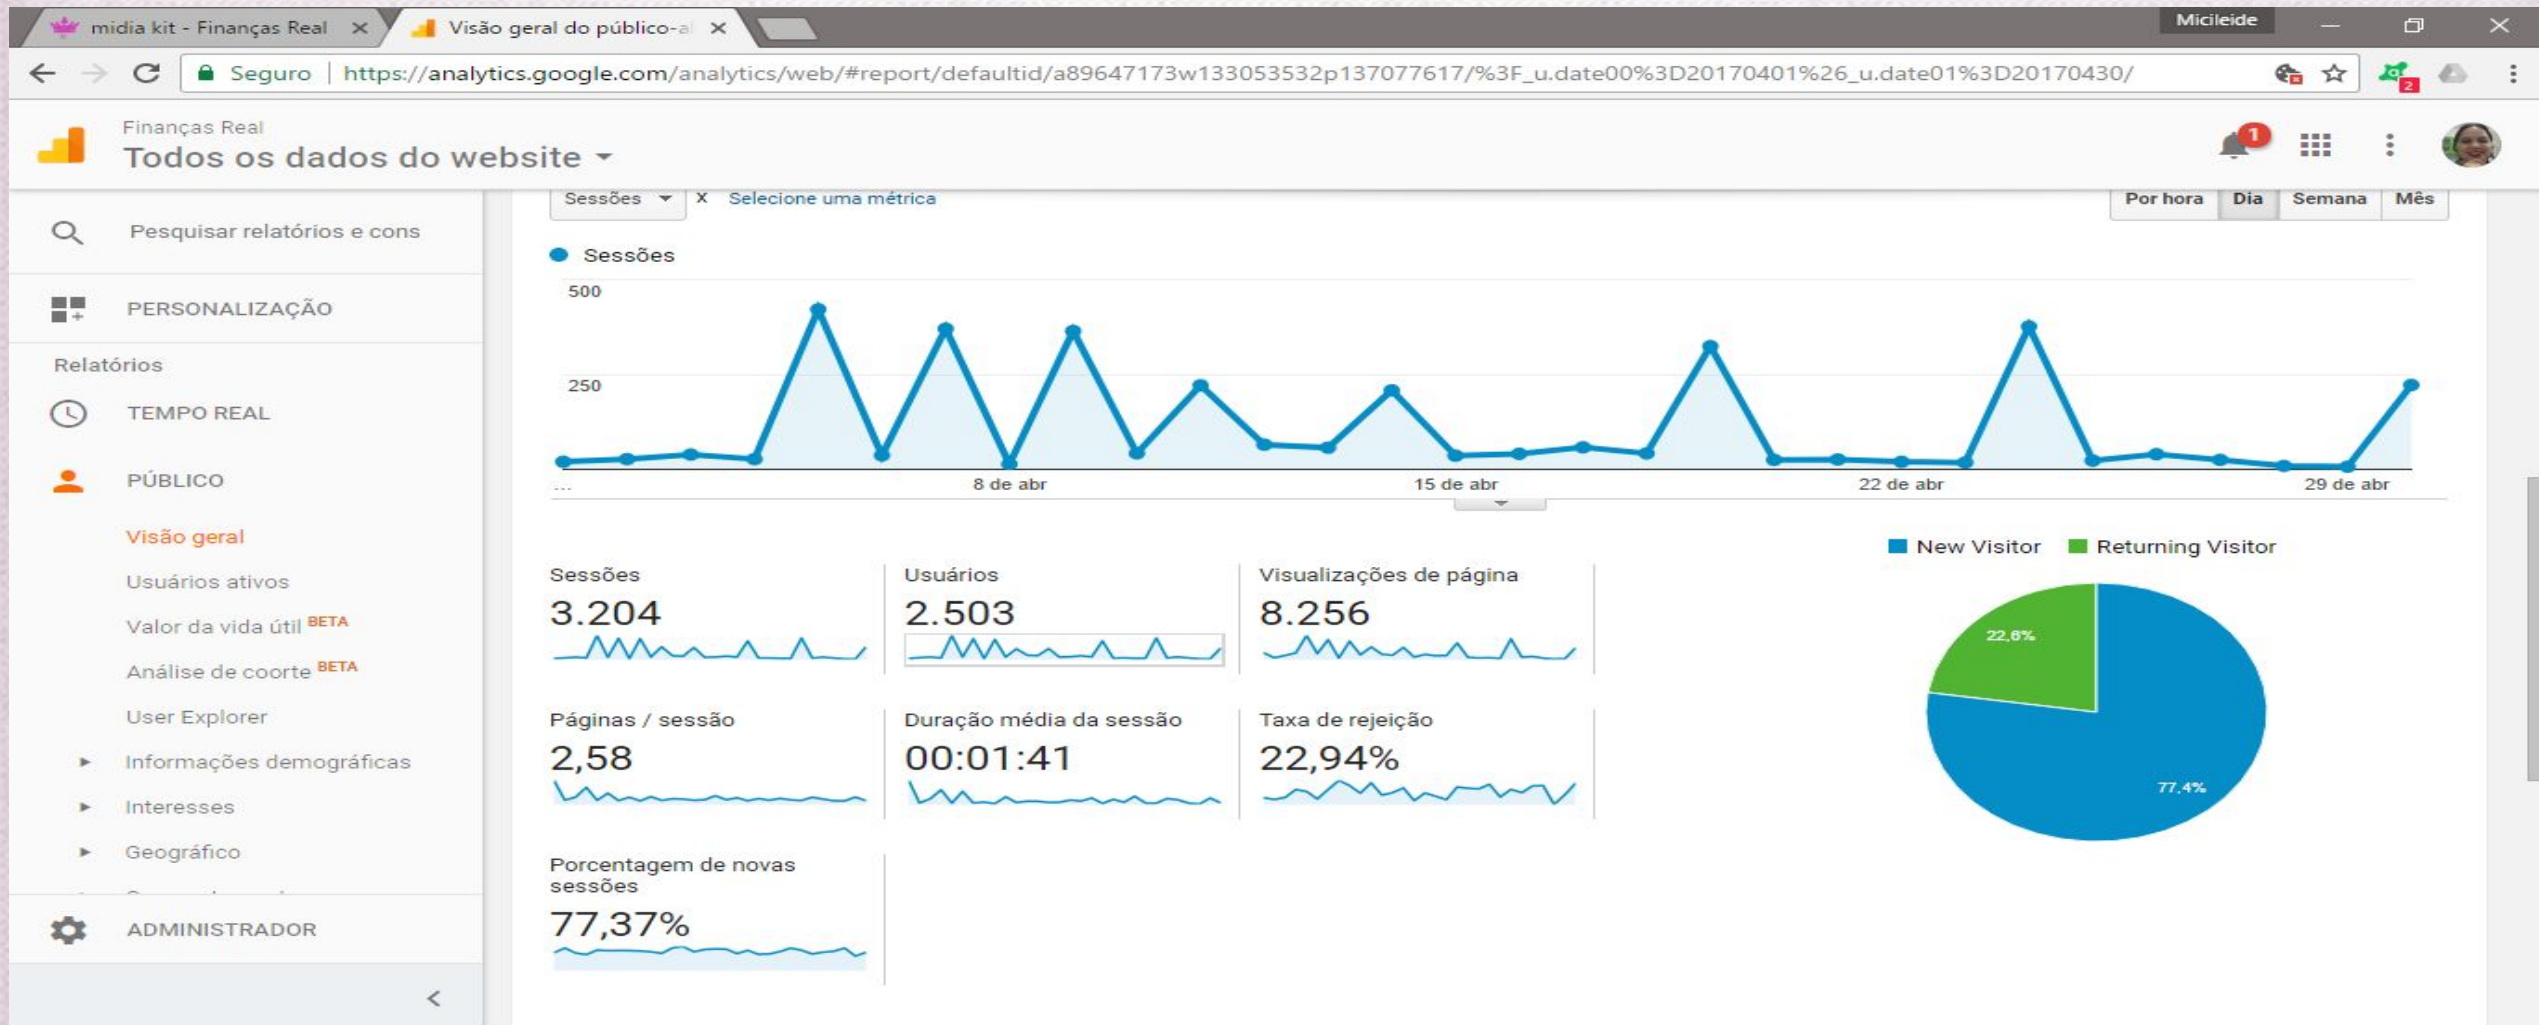 midia kit - Finanças Real
Visão geral do público-al
Micileide
Seguro | https://analytics.google.com/analytics/web/#report/defaultid/a89647173w133053532p137077617/%3F_u.date00%3D20170401%26_u.date01%3D20170430/
2
Finanças Real
Todos os dados do website
1
Pesquisar relatórios e cons
PERSONALIZAÇÃO
Relatórios
TEMPO REAL
PÚBLICO
Visão geral
Usuários ativos
Valor da vida útil BETA
Análise de coorte BETA
User Explorer
Informações demográficas
Interesses
Geográfico
ADMINISTRADOR
Sessões x Selecione uma métrica
Por hora Dia Semana Mês
Sessões
500
250
... 8 de abr 15 de abr 22 de abr 29 de abr
New Visitor Returning Visitor
22,6%
77,4%
Sessões
3.204
Usuários
2.503
Visualizações de página
8.256
Páginas / sessão
2,58
Duração média da sessão
00:01:41
Taxa de rejeição
22,94%
Porcentagem de novas
sessões
77,37%